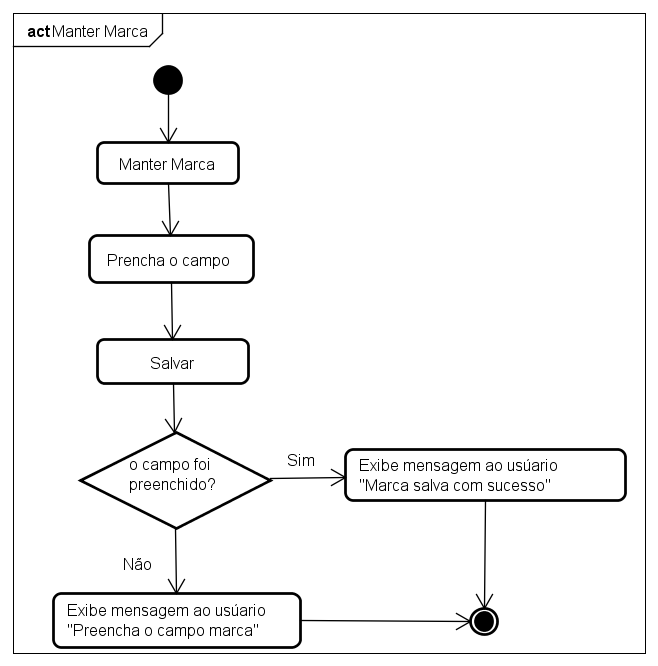 act Manter Marca
Manter Marca
Prencha o campo
Salvar
o campo foi
preenchido?
Sim
Exibe mensagem ao usúario
"Marca salva com sucesso"
Não
Exibe mensagem ao usúario
"Preencha o campo marca"